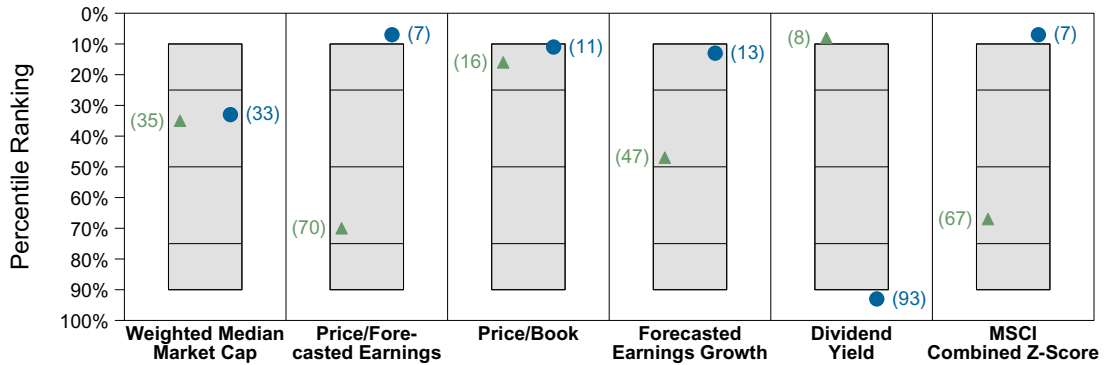 Percentile Ranking
0%
10%
20%
30%
40%
50%
60%
70%
80%
90%
100%
(35)
(33)
(70)
(7)
(16)
(11)
(47)
(13)
(8)
(93)
(67)
(7)
Weighted Median
Market Cap
Price/Fore-
casted Earnings
Price/Book
Forecasted
Earnings Growth
Dividend
Yield
MSCI
Combined Z-Score